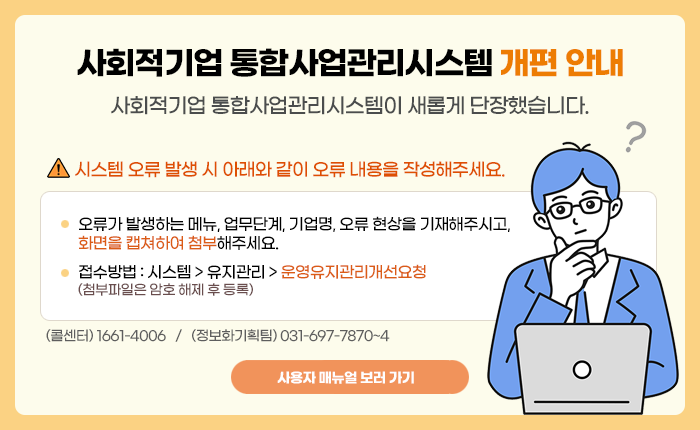 사회적기업 통합사업관리시스템 개편 안내
사회적기업 통합사업관리시스템이 새롭게 단장했습니다.
?
시스템 오류 발생 시 아래와 같이 오류 내용을 작성해주세요.
오류가 발생하는 메뉴, 업무단계, 기업명, 오류 현상을 기재해주시고,
화면을 캡쳐하여 첨부해주세요.
접수방법 : 시스템 > 유지관리 > 운영유지관리개선요청
(첨부파일은 암호 해제 후 등록)
(콜센터) 1661-4006 / (정보화기획팀) 031-697-7870~4
사용자 매뉴얼 보러 가기